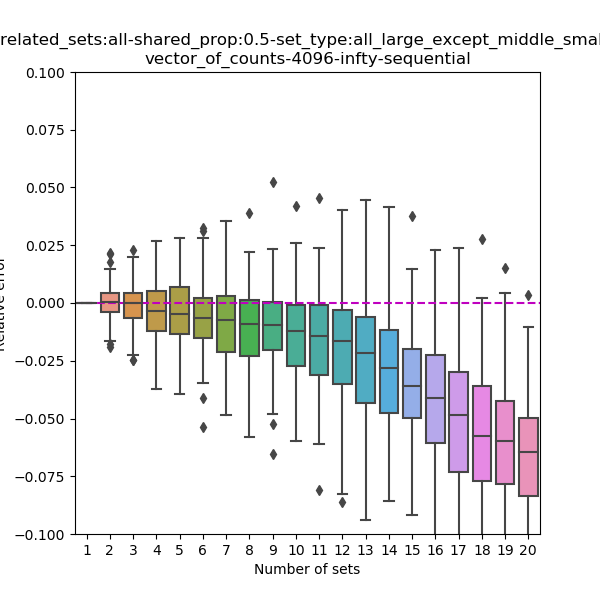 related_sets:all-shared_prop:0.5-set_type:all_large_except_middle_smal
vector_of_counts-4096-infty-sequential
0.100
0.075
0.050
0.025
0.000
−0.025
−0.050
−0.075
−0.100
Relative error
1 2 3 4 5 6 7 8 9 10 11 12 13 14 15 16 17 18 19 20
Number of sets